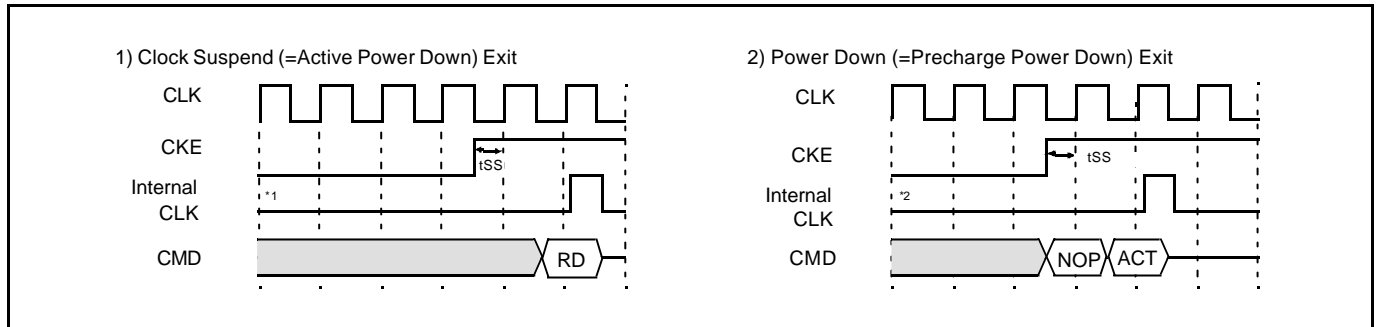 1) Clock Suspend (=Active Power Down) Exit
CLK
CKE
tSS
Internal
CLK
*1
CMD
RD
2) Power Down (=Precharge Power Down) Exit
CLK
CKE
tSS
Internal
CLK
*2
CMD
NOP
ACT